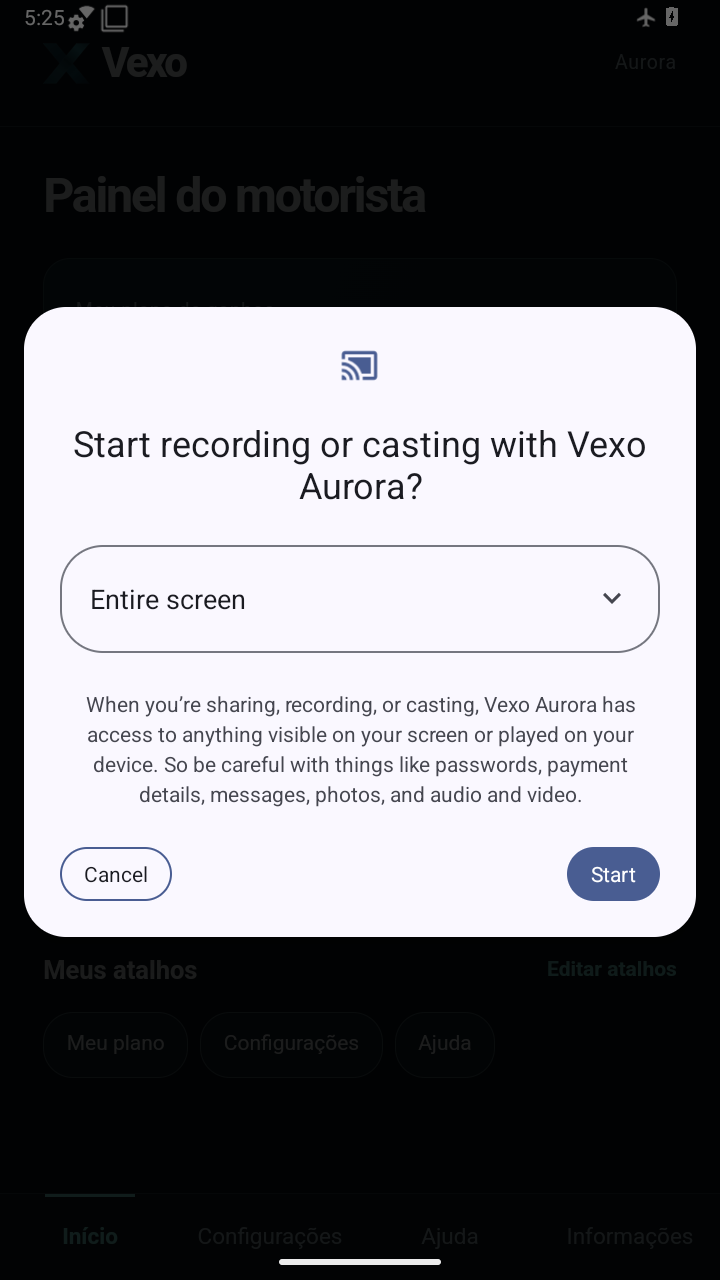 5:25
Vexo
Aurora
Painel do motorista
Start recording or casting with Vexo
Aurora?
Entire screen
When you’re sharing, recording, or casting, Vexo Aurora has
access to anything visible on your screen or played on your
device. So be careful with things like passwords, payment
details, messages, photos, and audio and video.
Cancel
Start
Meus atalhos
Editar atalhos
Meu plano
Configurações
Ajuda
Início
Configurações
Ajuda
Informações